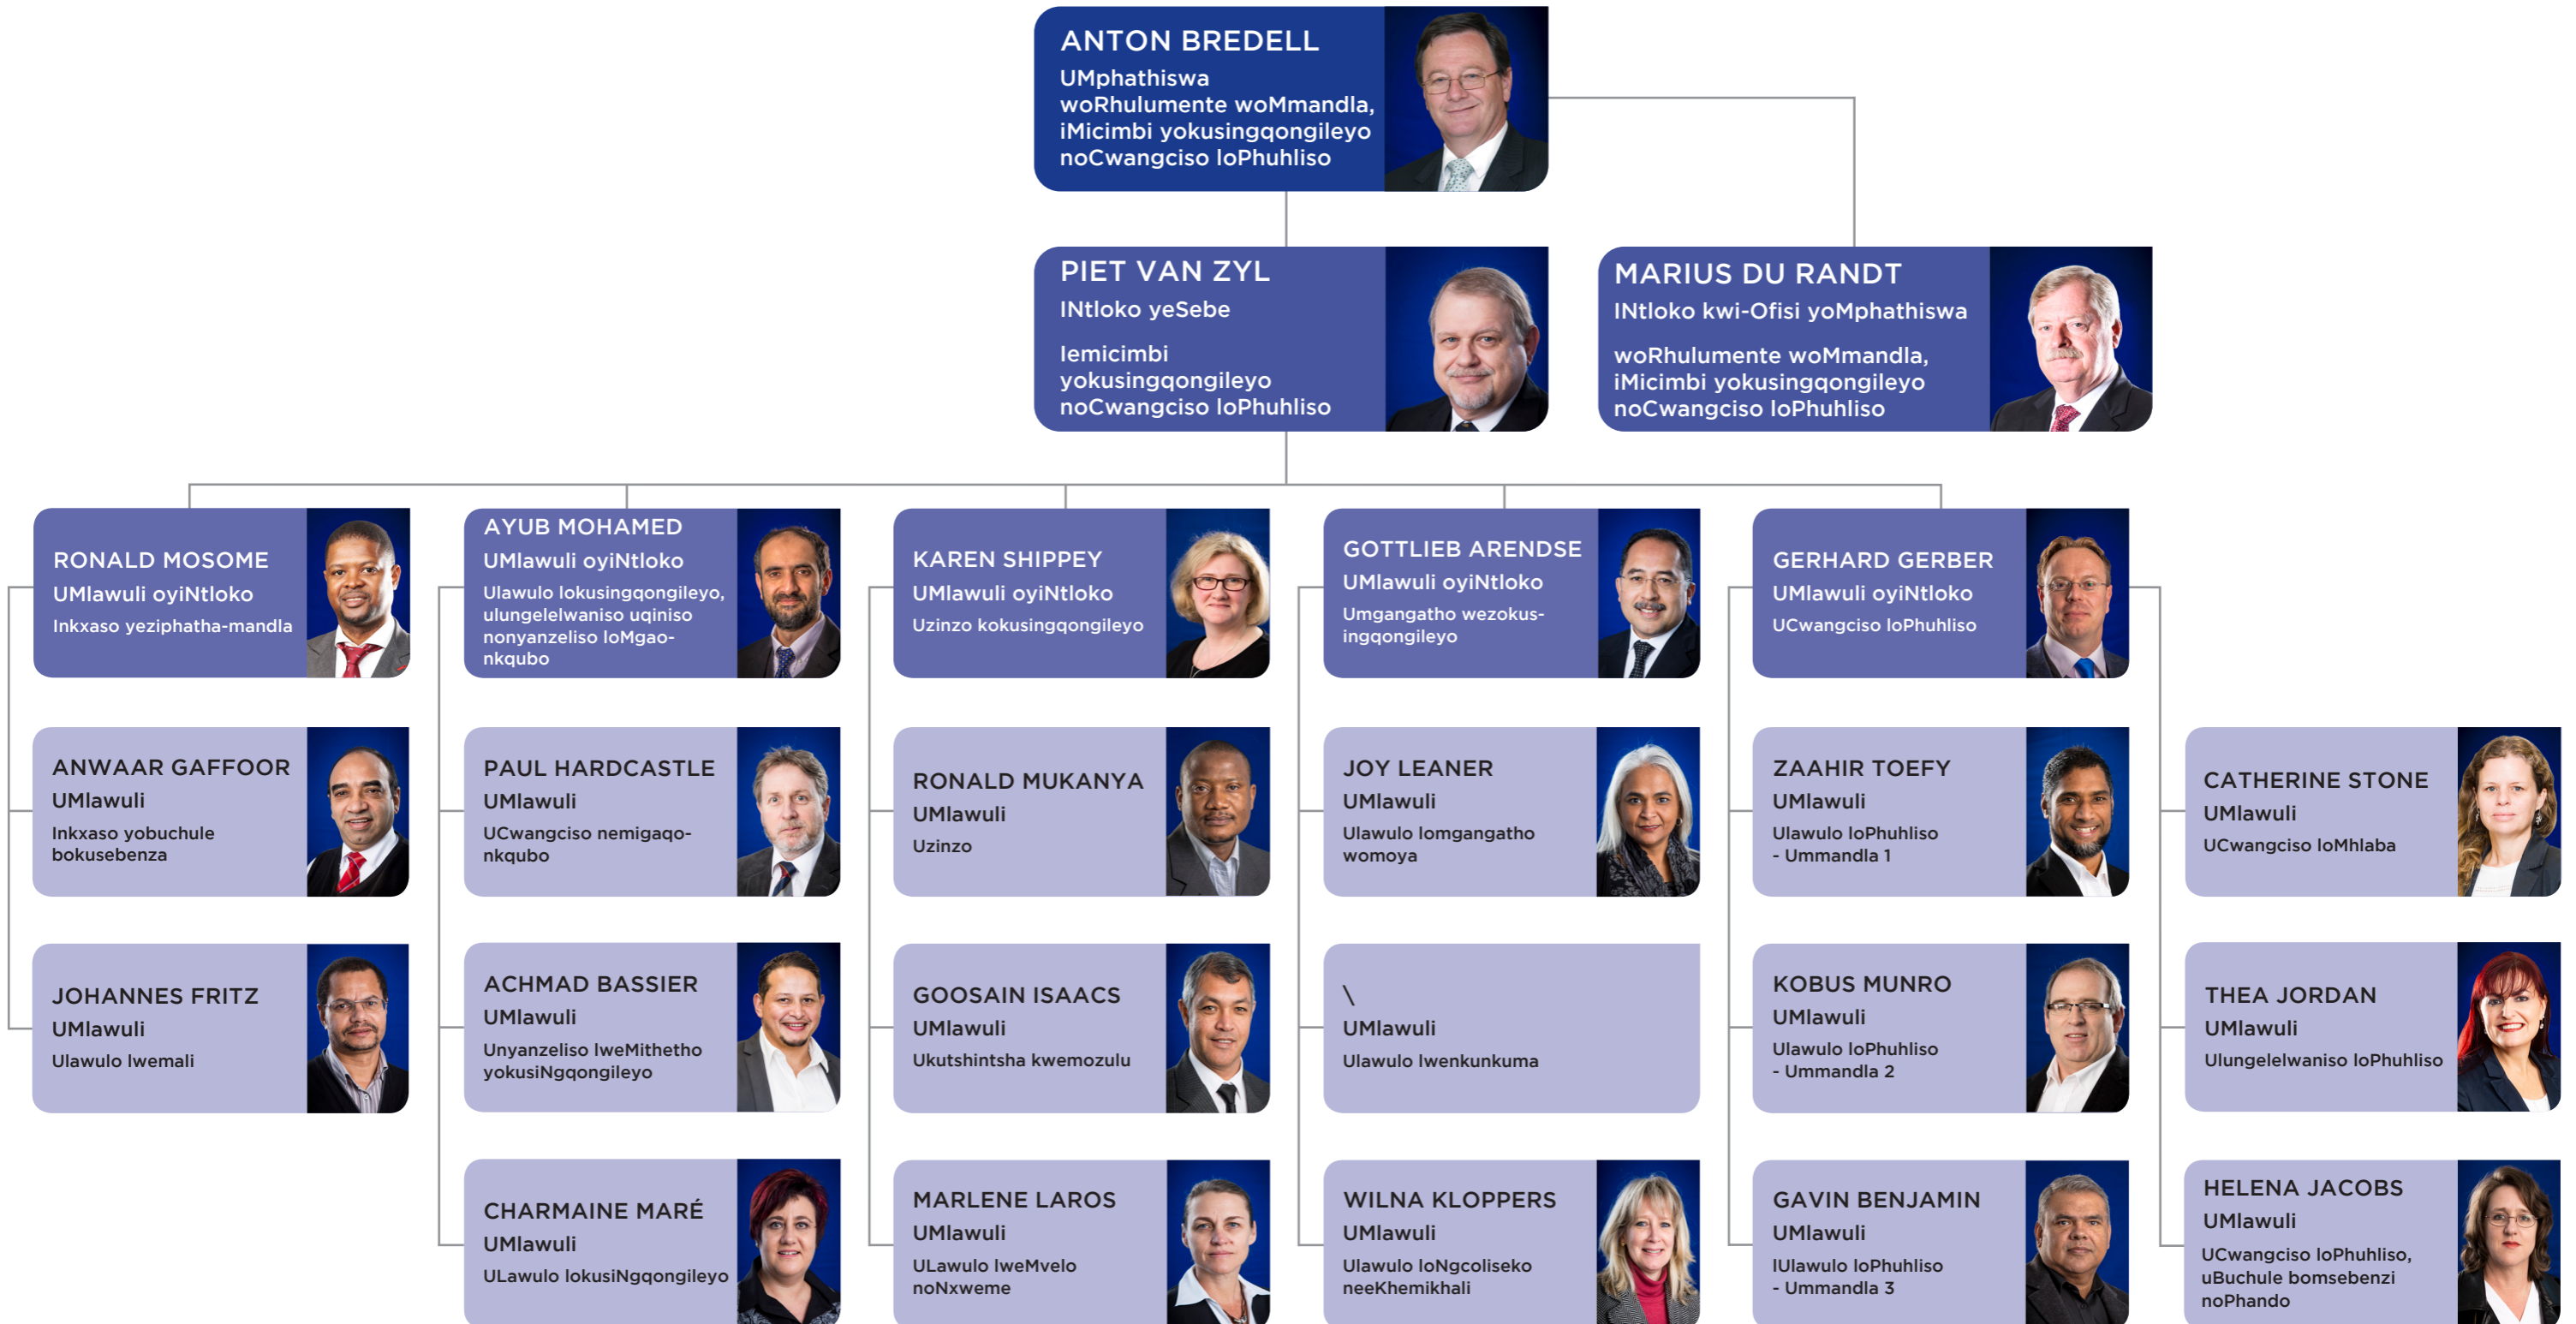 ANTON BREDELL
UMphathiswa
woRhulumente woMmandla,
iMicimbi yokusingqongileyo
noCwangciso loPhuhliso
PIET VAN ZYL
INtloko yeSebe
lemicimbi
yokusingqongileyo
noCwangciso loPhuhliso
MARIUS DU RANDT
INtloko kwi-Ofisi yoMphathiswa
woRhulumente woMmandla,
iMicimbi yokusingqongileyo
noCwangciso loPhuhliso
RONALD MOSOME
UMlawuli oyiNtloko
Inkxaso yeziphatha-mandla
AYUB MOHAMED
UMlawuli oyiNtloko
Ulawulo lokusingqongileyo,
ulungelelwaniso uqiniso
nonyanzeliso loMgao-
nkqubo
KAREN SHIPPEY
UMlawuli oyiNtloko
Uzinzo kokusingqongileyo
GOTTLIEB ARENDSE
UMlawuli oyiNtloko
Umgangatho wezokus-
ingqongileyo
GERHARD GERBER
UMlawuli oyiNtloko
UCwangciso loPhuhliso
ANWAAR GAFFOOR
UMlawuli
Inkxaso yobuchule
bokusebenza
PAUL HARDCASTLE
UMlawuli
UCwangciso nemigaqo-
nkqubo
RONALD MUKANYA
UMlawuli
Uzinzo
JOY LEANER
UMlawuli
Ulawulo lomgangatho
womoya
ZAAHIR TOEFY
UMlawuli
Ulawulo loPhuhliso
- Ummandla 1
CATHERINE STONE
UMlawuli
UCwangciso loMhlaba
JOHANNES FRITZ
UMlawuli
Ulawulo lwemali
ACHMAD BASSIER
UMlawuli
Unyanzeliso lweMithetho
yokusiNgqongileyo
GOOSAIN ISAACS
UMlawuli
Ukutshintsha kwemozulu
\
UMlawuli
Ulawulo lwenkunkuma
KOBUS MUNRO
UMlawuli
Ulawulo loPhuhliso
- Ummandla 2
THEA JORDAN
UMlawuli
Ulungelelwaniso loPhuhliso
CHARMAINE MARÉ
UMlawuli
ULawulo lokusiNgqongileyo
MARLENE LAROS
UMlawuli
ULawulo lweMvelo
noNxweme
WILNA KLOPPERS
UMlawuli
Ulawulo loNgcoliseko
neeKhemikhali
GAVIN BENJAMIN
UMlawuli
lUlawulo loPhuhliso
- Ummandla 3
HELENA JACOBS
UMlawuli
UCwangciso loPhuhliso,
uBuchule bomsebenzi
noPhando